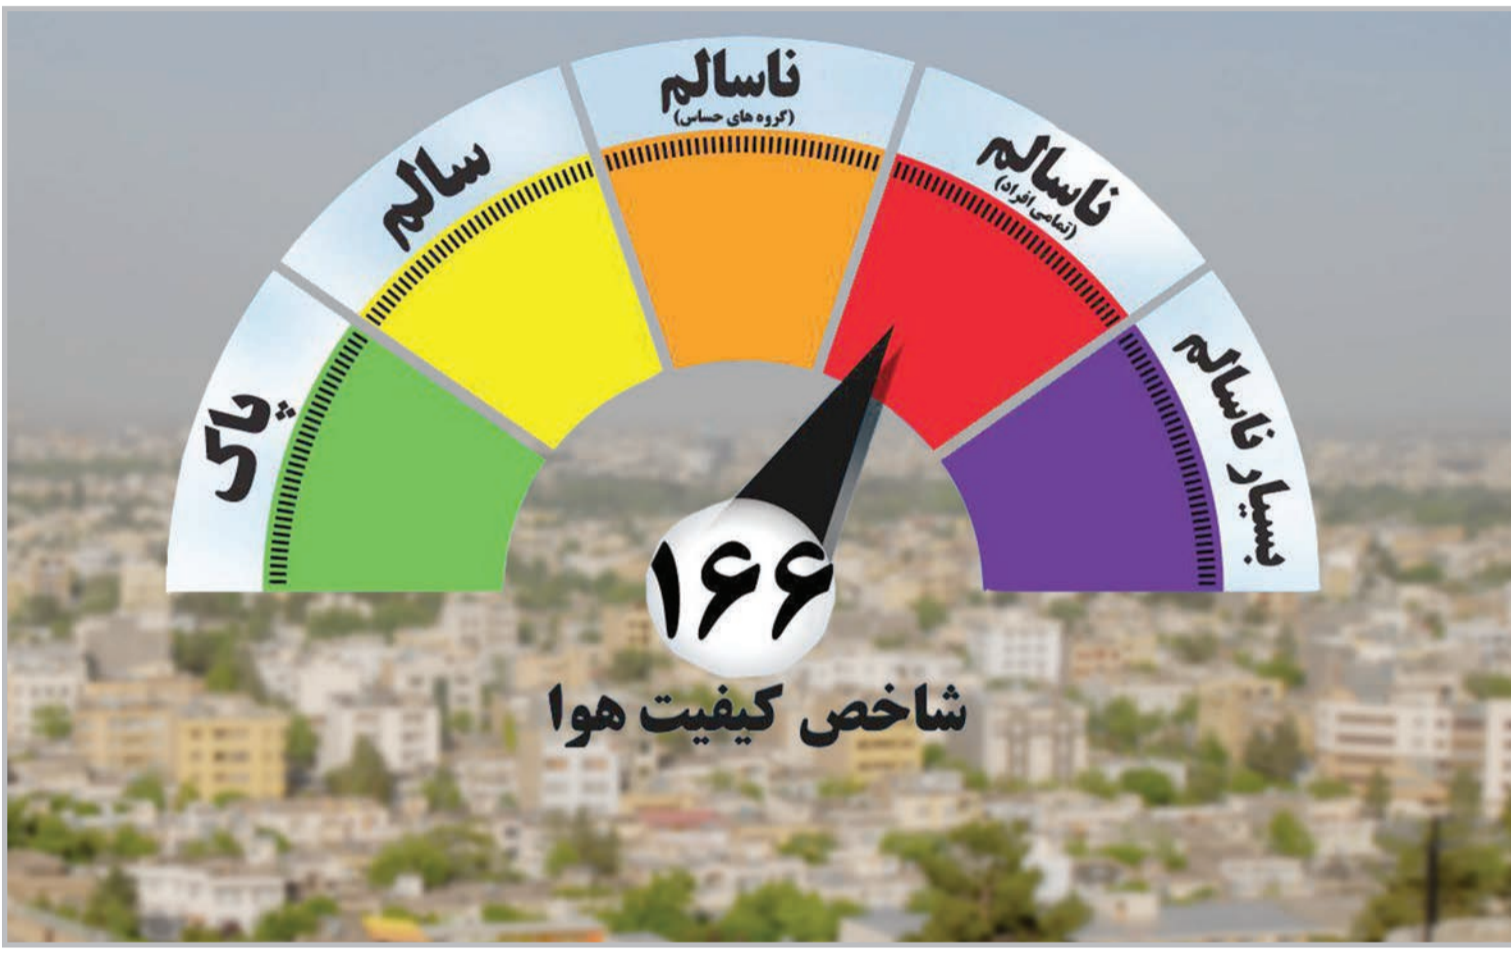 پاک
سالم
ناسالم
(گروه های حساس)
ناسالم
(تمامی افراد)
بسیار ناسالم
۱۶۶
شاخص کیفیت هوا